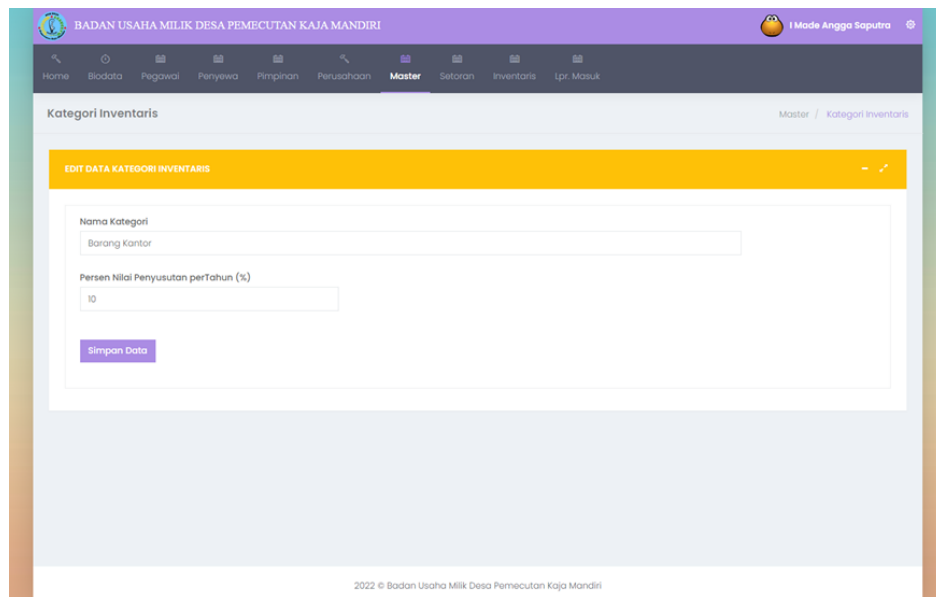 BADAN USAHA MILIK DESA PEMECUTAN KAJA MANDIRI
I Made Angga Saputra
Home Biodata Pegawai Penyewa Pimpinan Perusahaan Master Setoran Inventaris Lpr. Masuk
Kategori Inventaris
Master / Kategori Inventaris
EDIT DATA KATEGORI INVENTARIS
Nama Kategori
Barang Kantor
Persen Nilai Penyusutan perTahun (%)
10
Simpan Data
2022 © Badan Usaha Milik Desa Pemecutan Kaja Mandiri